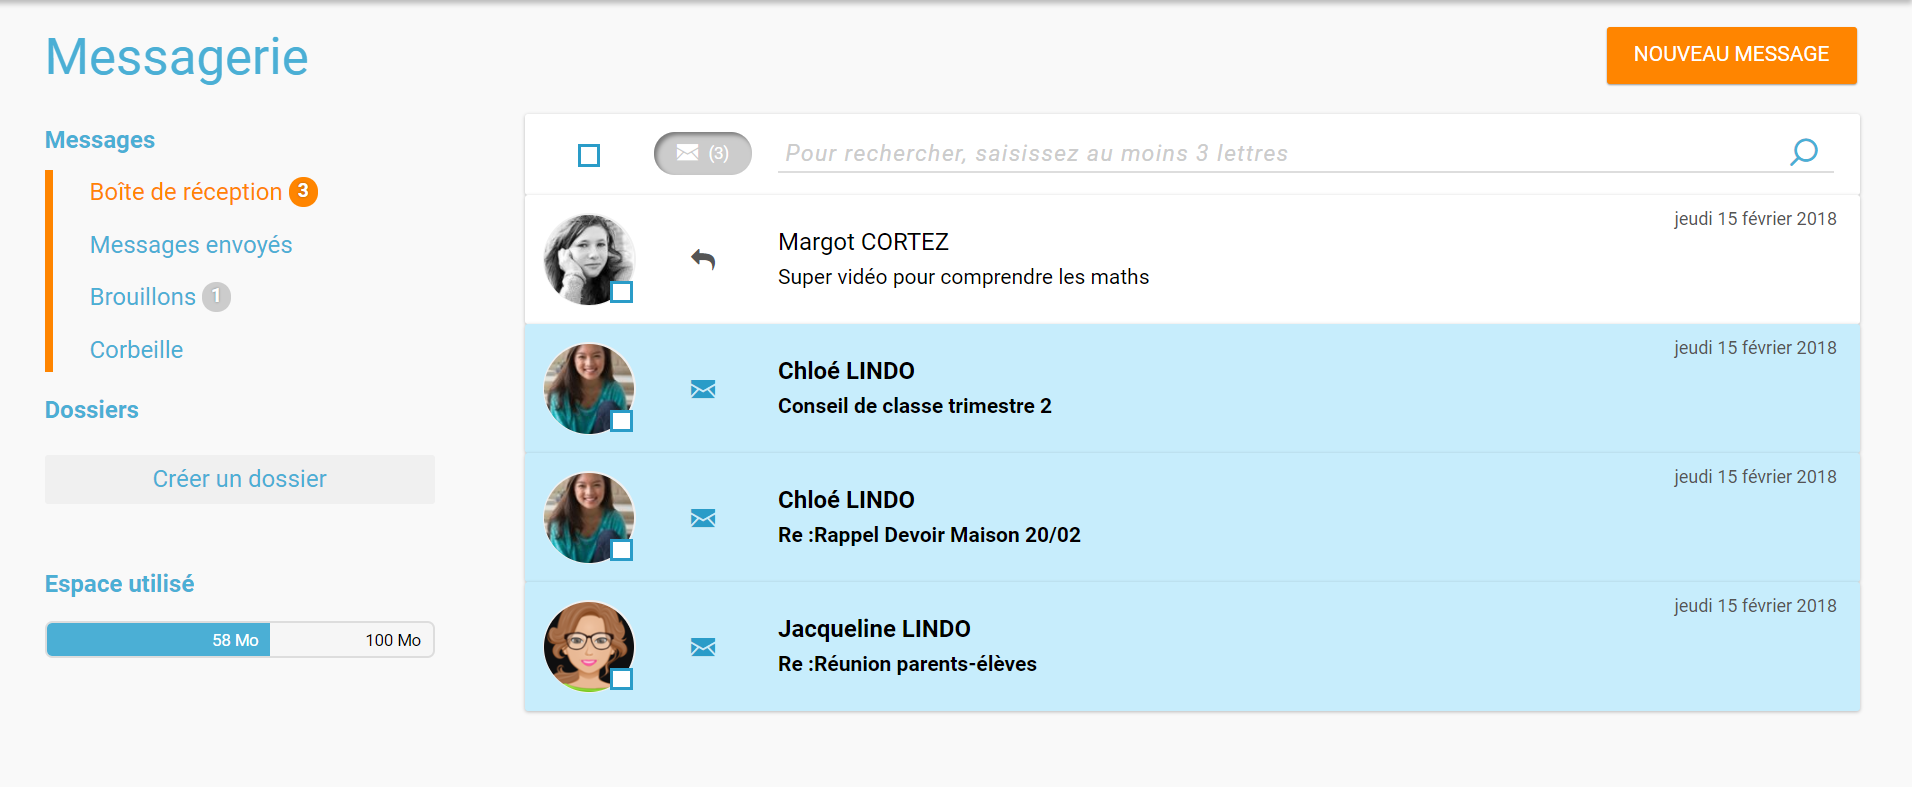 Messagerie
NOUVEAU MESSAGE
Messages
Boîte de réception 3
Messages envoyés
Brouillons 1
Corbeille
Dossiers
Créer un dossier
Espace utilisé
58 Mo 100 Mo
(3) Pour rechercher, saisissez au moins 3 lettres
jeudi 15 février 2018
Margot CORTEZ
Super vidéo pour comprendre les maths
jeudi 15 février 2018
Chloé LINDO
Conseil de classe trimestre 2
jeudi 15 février 2018
Chloé LINDO
Re :Rappel Devoir Maison 20/02
jeudi 15 février 2018
Jacqueline LINDO
Re :Réunion parents-élèves